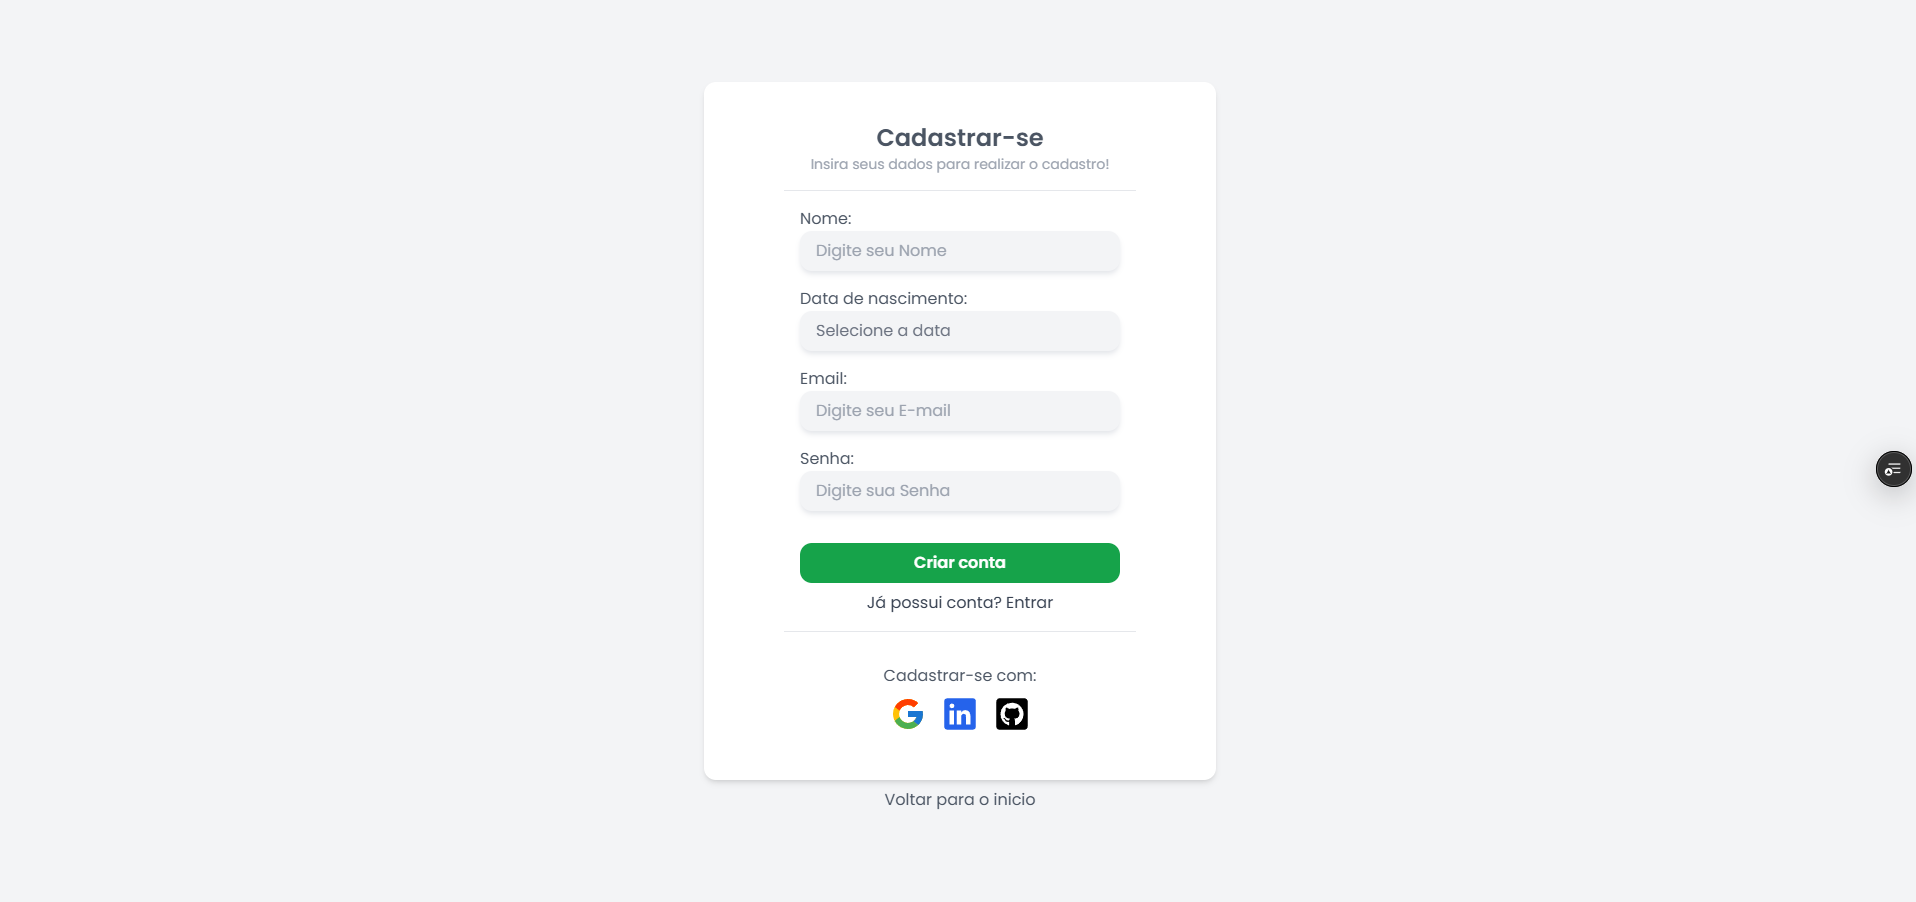 Cadastrar-se
Insira seus dados para realizar o cadastro!
Nome:
Digite seu Nome
Data de nascimento:
Selecione a data
Email:
Digite seu E-mail
Senha:
Digite sua Senha
Criar conta
Já possui conta? Entrar
Cadastrar-se com:
in
Voltar para o inicio